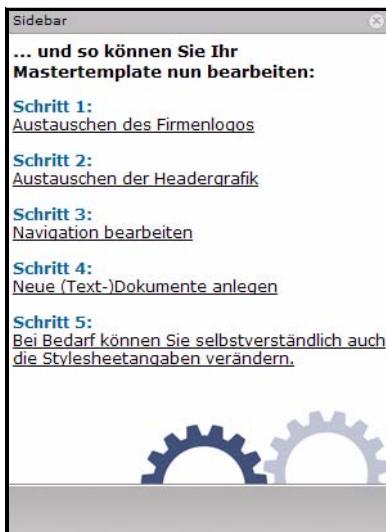 Sidebar
... und so können Sie Ihr
Mastertemplate nun bearbeiten:
Schritt 1:
Austauschen des Firmenlogos
Schritt 2:
Austauschen der Headergrafik
Schritt 3:
Navigation bearbeiten
Schritt 4:
Neue (Text-)Dokumente anlegen
Schritt 5:
Bei Bedarf können Sie selbstverständlich auch
die Stylesheetangaben verändern.